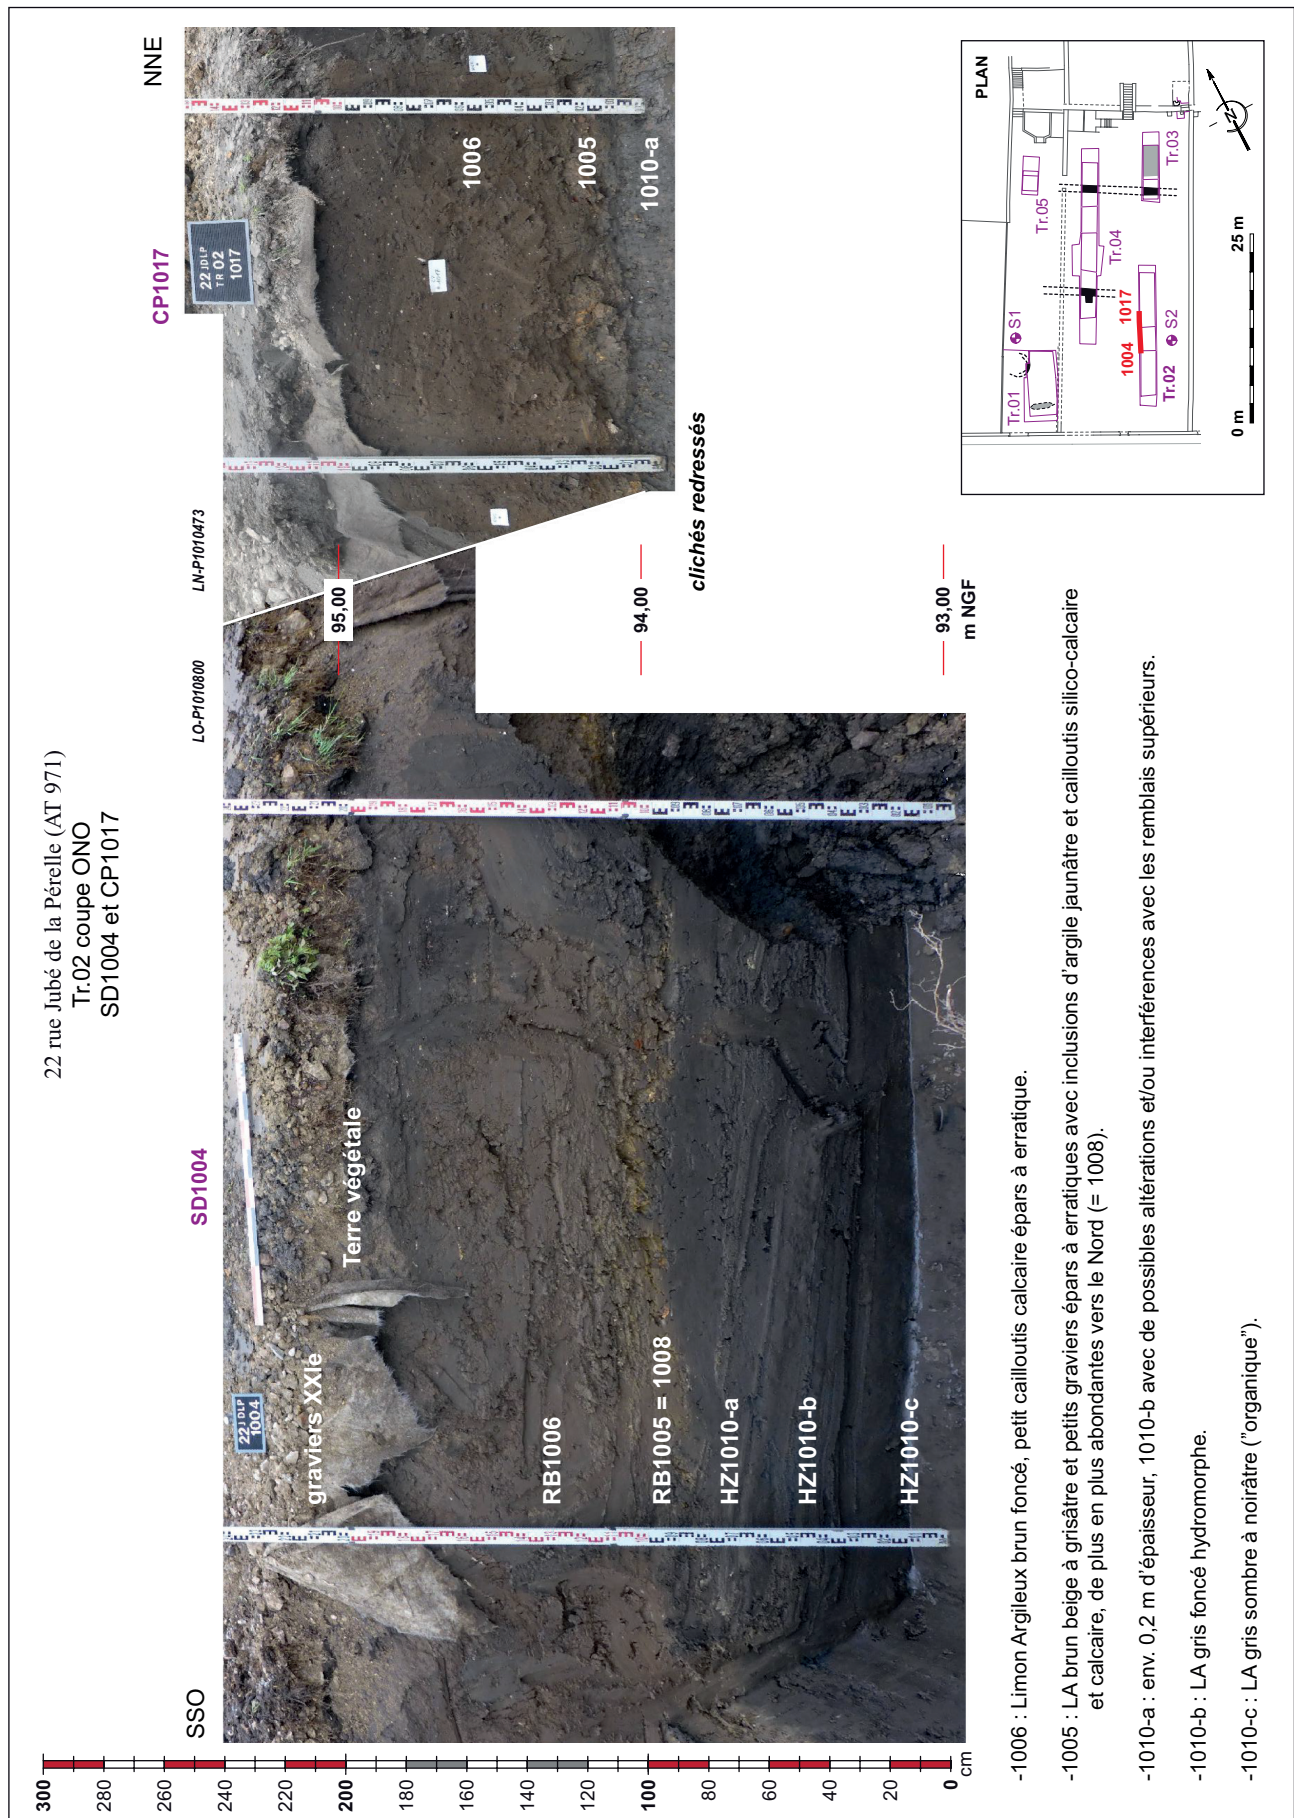 22 rue Jubé de la Pérelle (AT 971)
Tr.02 coupe ONO
SD1004 et CP1017
SSO
SD1004
CP1017
NNE
LO-P1010800
LN-P1010473
22 JDLP
1004
22 JDLP
TR 02
1017
graviers XXIe
Terre végétale
RB1006
RB1005 = 1008
HZ1010-a
HZ1010-b
HZ1010-c
1006
1005
1010-a
95,00
94,00
93,00
m NGF
clichés redressés
300
280
260
240
220
200
180
160
140
120
100
80
60
40
20
0
cm
PLAN
Tr.01
S1
Tr.05
Tr.04
1004 1017
Tr.02
S2
Tr.03
N
0 m
25 m
-1006 : Limon Argileux brun foncé, petit cailloutis calcaire épars à erratique.
-1005 : LA brun beige à grisâtre et petits graviers épars à erratiques avec inclusions d'argile jaunâtre et cailloutis silico-calcaire
et calcaire, de plus en plus abondantes vers le Nord (= 1008).
-1010-a : env. 0,2 m d'épaisseur, 1010-b avec de possibles altérations et/ou interférences avec les remblais supérieurs.
-1010-b : LA gris foncé hydromorphe.
-1010-c : LA gris sombre à noirâtre ("organique").